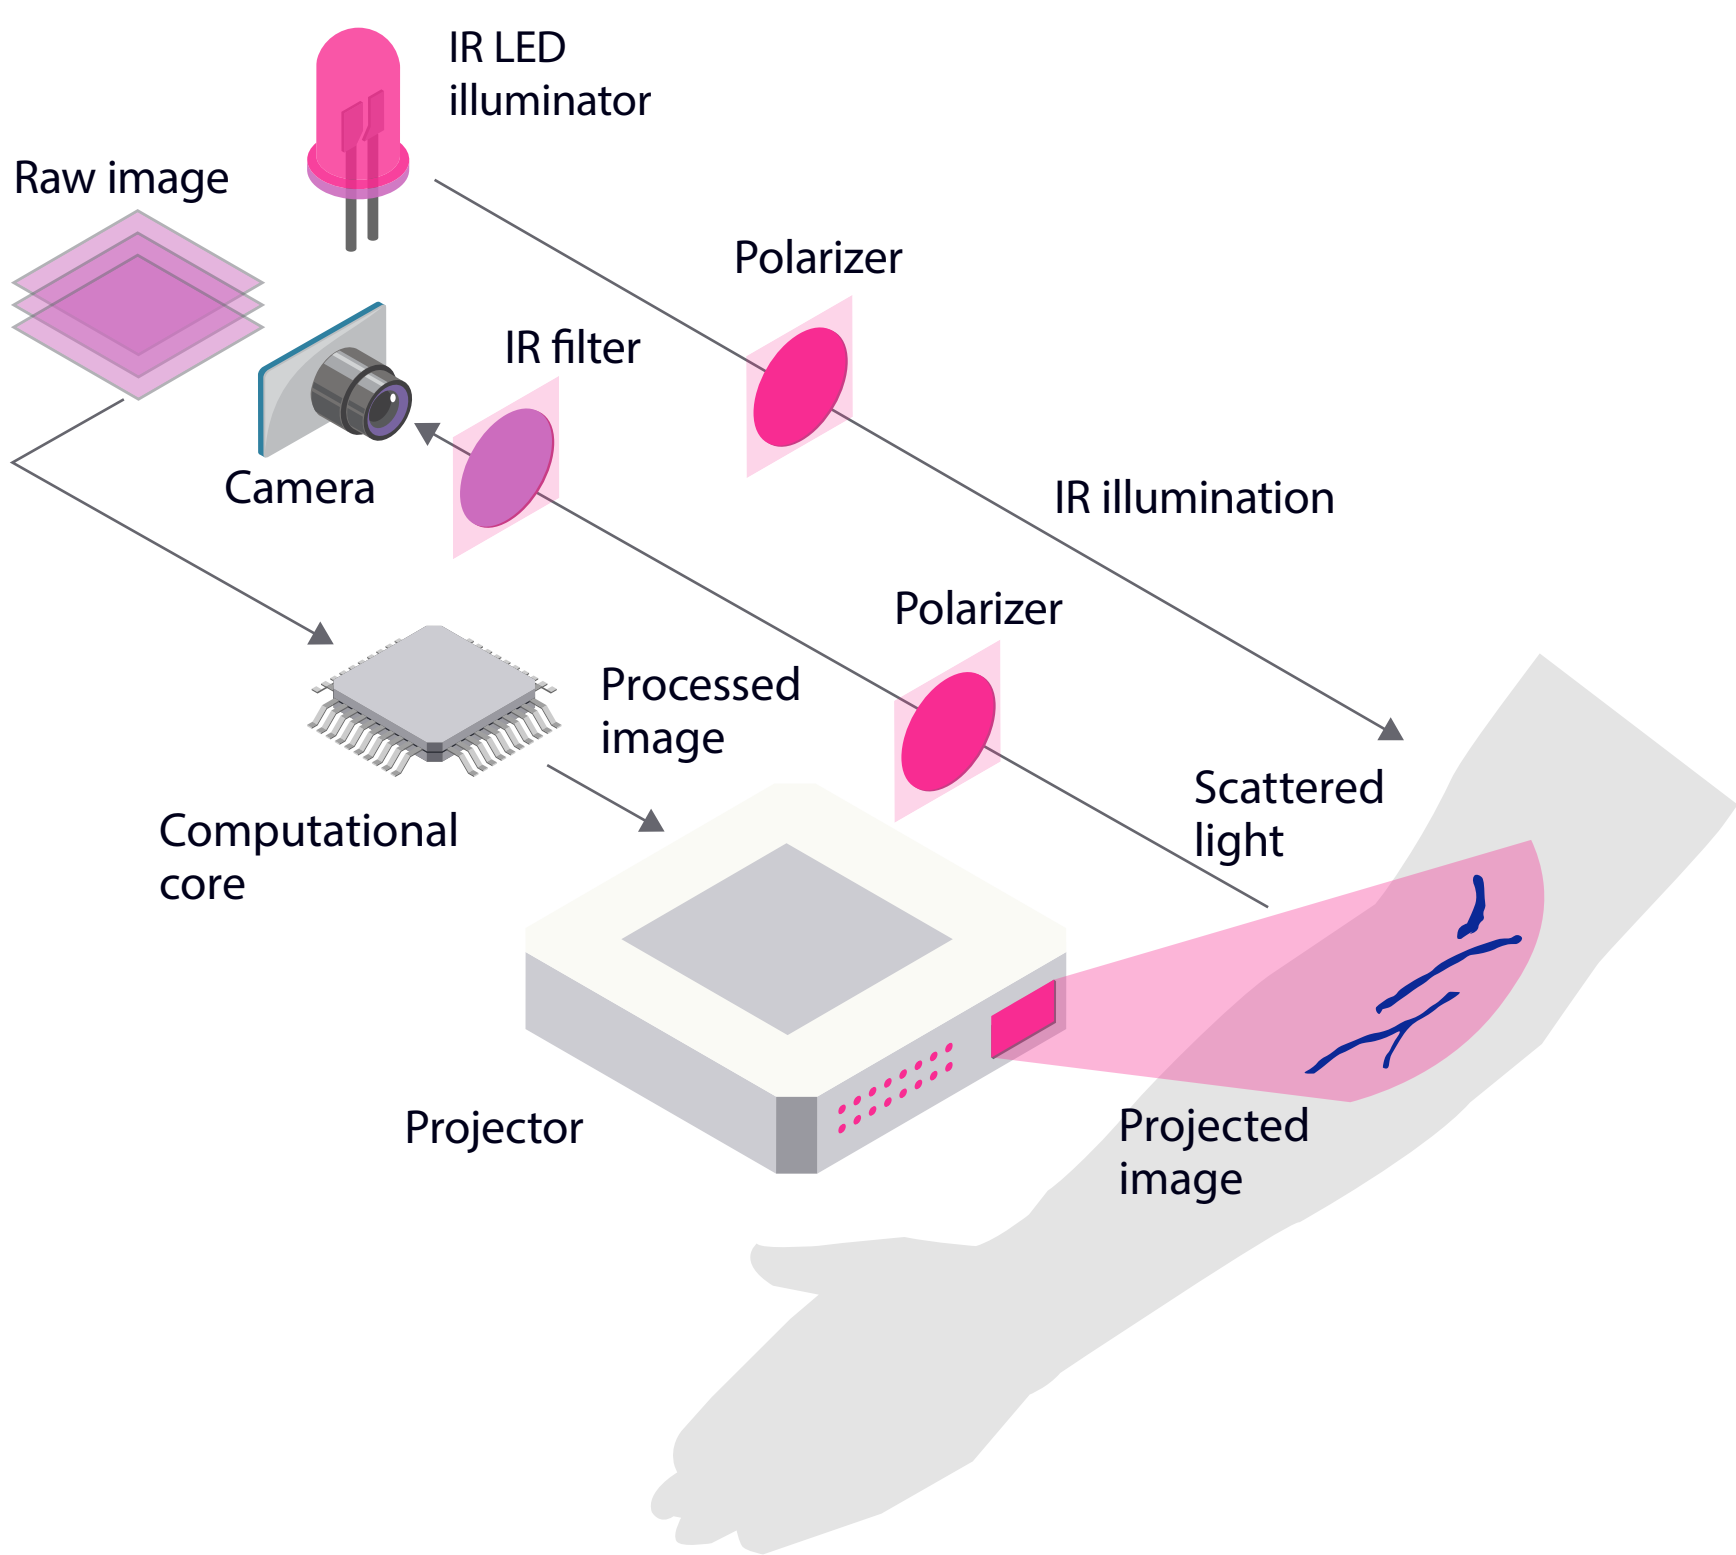 IR LED
illuminator
Raw image
Polarizer
IR filter
Camera
IR illumination
Polarizer
Processed
image
Scattered
light
Computational
core
Projector
Projected
image